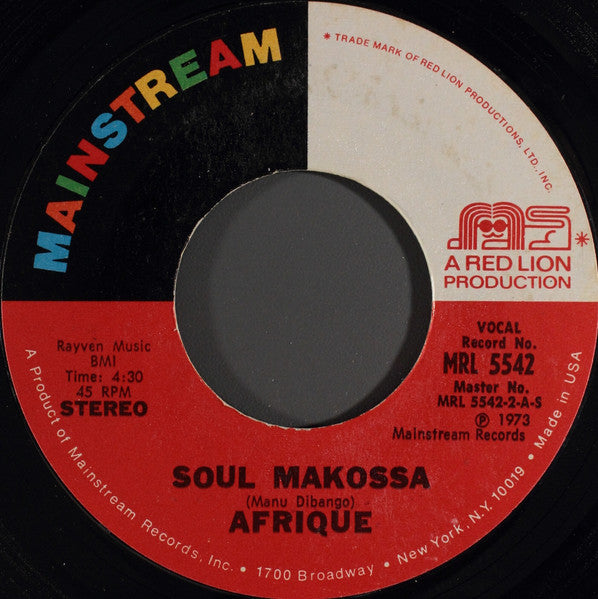 MAINSTREAM
* TRADE MARK OF RED LION PRODUCTIONS, LTD., INC.
MS *
A RED LION
PRODUCTION
Rayven Music
BMI
Time: 4:30
45 RPM
STEREO
VOCAL
Record No.
MRL 5542
Master No.
MRL 5542-2-A-S
Ⓟ 1973
Mainstream Records
SOUL MAKOSSA
(Manu Dibango)
AFRIQUE
A Product of Mainstream Records, Inc. • 1700 Broadway • New York, N.Y. 10019 • Made in USA